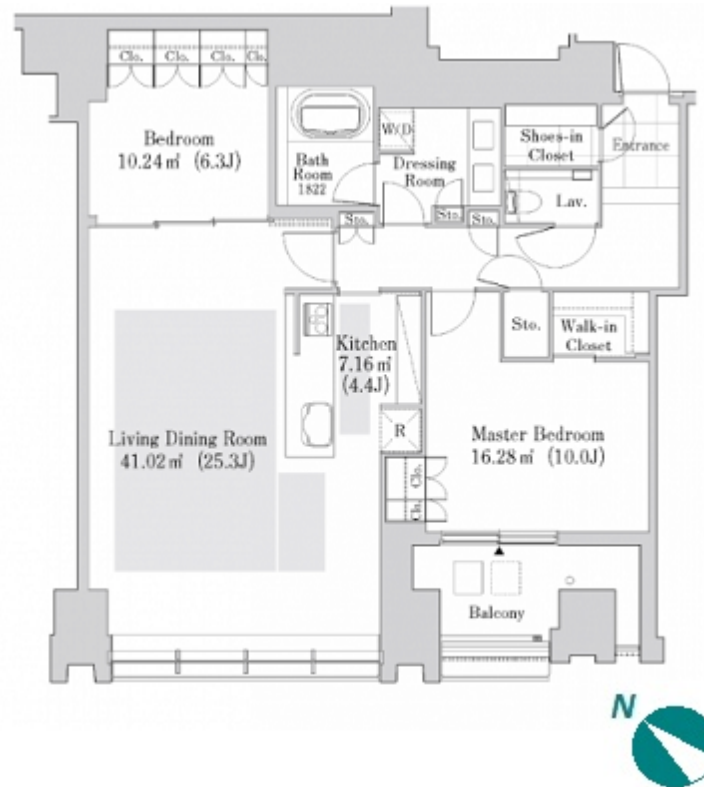 Clo. Clo. Clo. Clo.
Bedroom
10.24㎡ (6.3J)
Bath
Room
1822
W/D
Dressing
Room
Shoes-in
Closet
Entrance
Lav.
Sto.
Sto.
Sto.
Kitchen
7.16㎡
(4.4J)
R
Sto.
Walk-in
Closet
Living Dining Room
41.02㎡ (25.3J)
Master Bedroom
16.28㎡ (10.0J)
Clo.
Clo.
Balcony
N